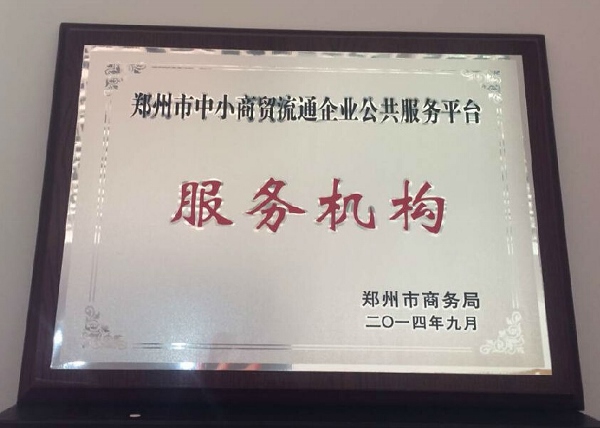 郑州市中小商贸流通企业公共服务平台
服务机构
郑州市商务局
二〇一四年九月